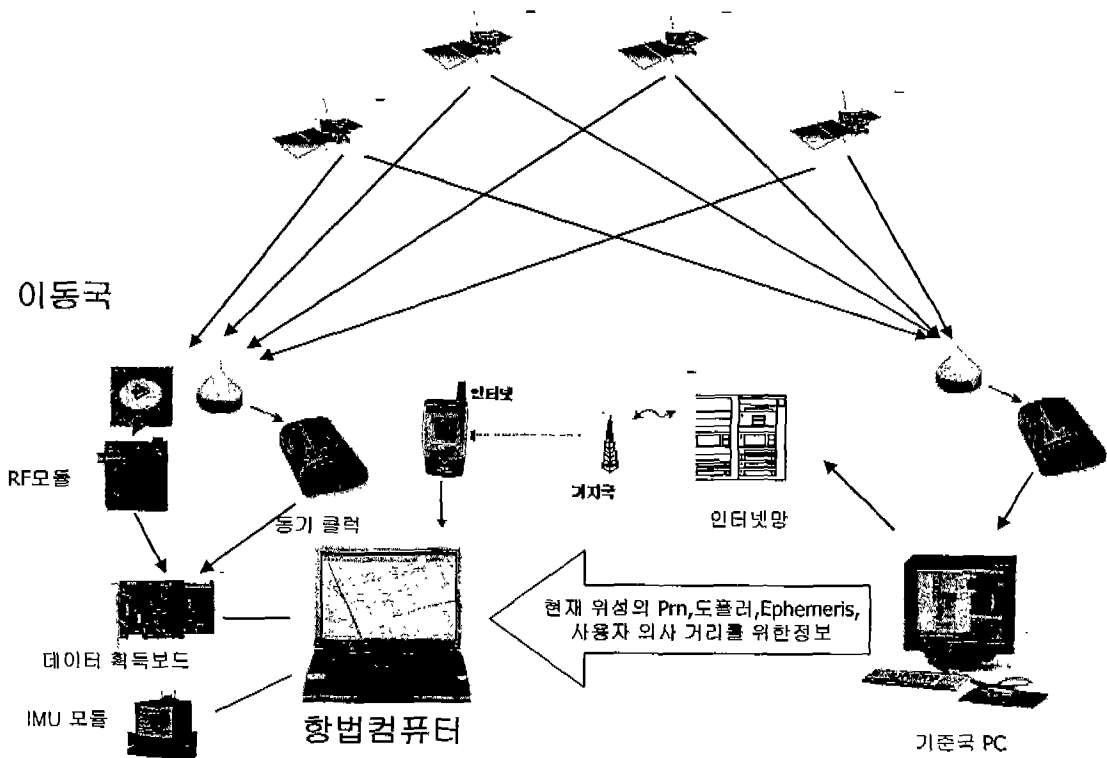 이동국
인터넷
RF모듈
기지국
동기 클럭
인터넷망
현재 위성의 Prn,도플러,Ephemeris,
사용자 의사 거리를 위한정보
데이터 획득보드
IMU 모듈
항법컴퓨터
기준국 PC